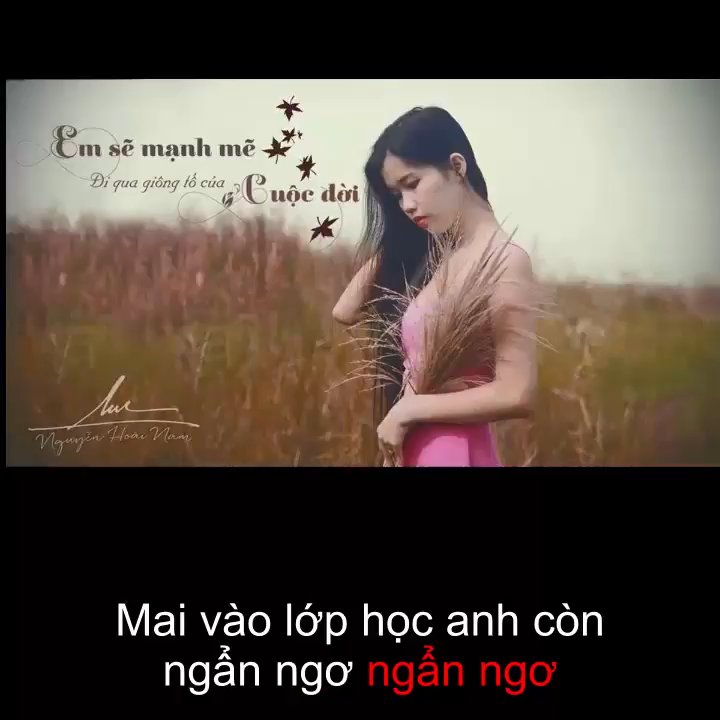 Em sẽ mạnh mẽ
Đi qua giông tố của
Cuộc đời
Nguyễn Hoài Nam
Mai vào lớp học anh còn
ngẩn ngơ ngẩn ngơ